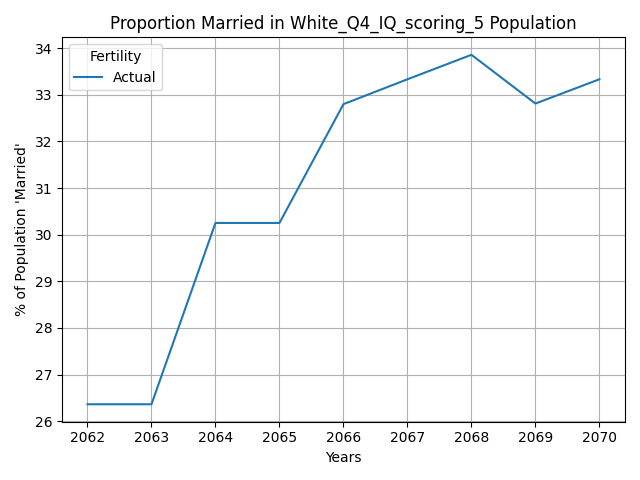 Proportion Married in White_Q4_IQ_scoring_5 Population
Fertility
Actual
% of Population 'Married'
34
33
32
31
30
29
28
27
26
2062 2063 2064 2065 2066 2067 2068 2069 2070
Years